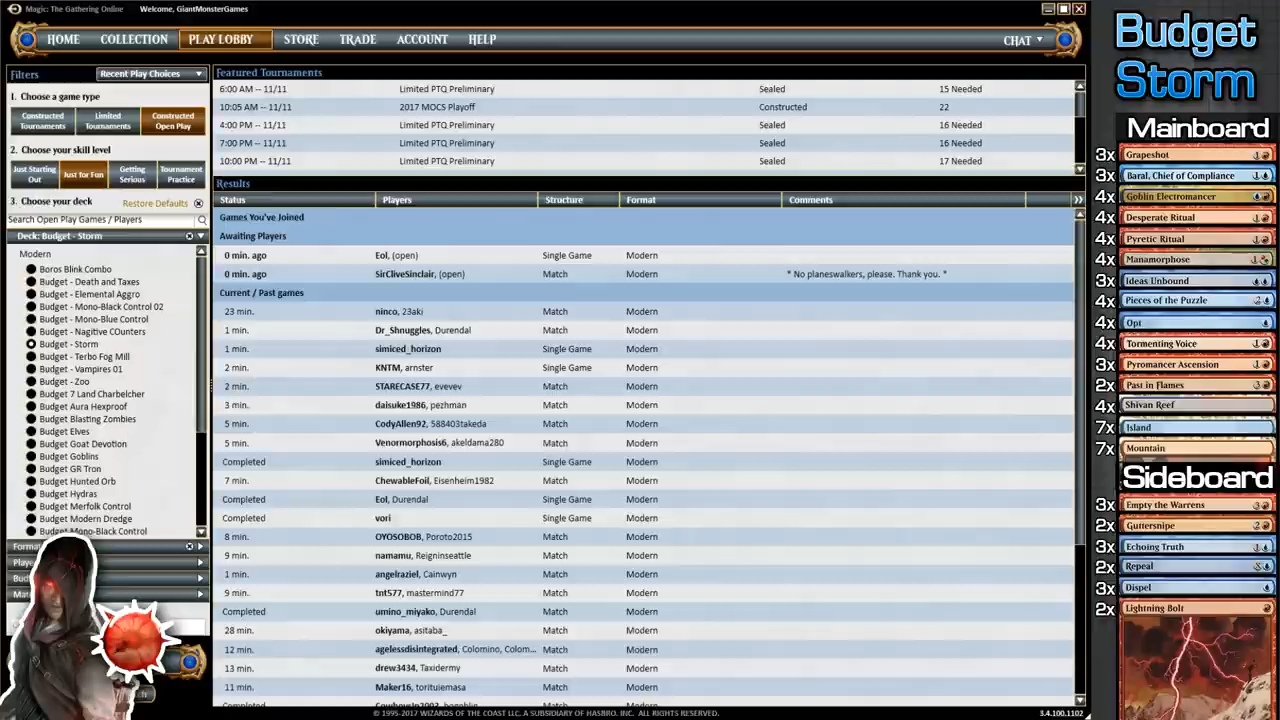 Magic: The Gathering Online
Welcome, GiantMonsterGames
HOME
COLLECTION
PLAY LOBBY
STORE
TRADE
ACCOUNT
HELP
CHAT
Filters
Recent Play Choices
1. Choose a game type
Constructed Tournaments
Limited Tournaments
Constructed Open Play
2. Choose your skill level
Just Starting Out
Just for Fun
Getting Serious
Tournament Practice
3. Choose your deck
Restore Defaults
Search Open Play Games / Players
Deck: Budget - Storm
Modern
Boros Blink Combo
Budget - Death and Taxes
Budget - Elemental Aggro
Budget - Mono-Black Control 02
Budget - Mono-Blue Control
Budget - Nagitive COunters
Budget - Storm
Budget - Terbo Fog Mill
Budget - Vampires 01
Budget - Zoo
Budget 7 Land Charbelcher
Budget Aura Hexproof
Budget Blasting Zombies
Budget Elves
Budget Goat Devotion
Budget Goblins
Budget GR Tron
Budget Hunted Orb
Budget Hydras
Budget Merfolk Control
Budget Modern Dredge
Budget Mono-Black Control
Featured Tournaments
6:00 AM -- 11/11 Limited PTQ Preliminary Sealed 15 Needed
10:05 AM -- 11/11 2017 MOCS Playoff Constructed 22
4:00 PM -- 11/11 Limited PTQ Preliminary Sealed 16 Needed
7:00 PM -- 11/11 Limited PTQ Preliminary Sealed 16 Needed
10:00 PM -- 11/11 Limited PTQ Preliminary Sealed 17 Needed
Results
Status Players Structure Format Comments
Games You've Joined
Awaiting Players
0 min. ago Eol, (open) Single Game Modern
0 min. ago SirCliveSinclair, (open) Match Modern * No planeswalkers, please. Thank you. *
Current / Past games
23 min. ninco, 23aki Match Modern
1 min. Dr_Shnuggles, Durendal Match Modern
1 min. simiced_horizon Single Game Modern
2 min. KNTM, arnster Single Game Modern
2 min. STARECASE77, evevev Match Modern
3 min. daisuke1986, pezhman Match Modern
5 min. CodyAllen92, 588403takeda Match Modern
5 min. Venormorphosis6, akeldama280 Match Modern
Completed simiced_horizon Single Game Modern
7 min. ChewableFoil, Eisenheim1982 Match Modern
Completed Eol, Durendal Single Game Modern
Completed vori Single Game Modern
8 min. OYOSOBOB, Poroto2015 Match Modern
9 min. namamu, Reigninseattle Match Modern
1 min. angelraziel, Cainwyn Match Modern
9 min. tnt577, mastermind77 Match Modern
Completed umino_miyako, Durendal Match Modern
28 min. okiyama, asitaba_ Match Modern
12 min. agelessdisintegrated, Colomino, Colom... Match Modern
13 min. drew3434, Taxidermy Match Modern
11 min. Maker16, torituiemasa Match Modern
© 1995-2017 WIZARDS OF THE COAST LLC. A SUBSIDIARY OF HASBRO, INC. ALL RIGHTS RESERVED.
3.4.100.1102
Budget
Storm
Mainboard
3x Grapeshot 1
3x Baral, Chief of Compliance 1
4x Goblin Electromancer
4x Desperate Ritual 1
4x Pyretic Ritual 1
4x Manamorphose 1
3x Ideas Unbound
4x Pieces of the Puzzle 2
4x Opt
4x Tormenting Voice 1
3x Pyromancer Ascension 1
2x Past in Flames 3
4x Shivan Reef
7x Island
7x Mountain
Sideboard
3x Empty the Warrens 3
2x Guttersnipe 2
3x Echoing Truth 1
2x Repeal X
3x Dispel
2x Lightning Bolt